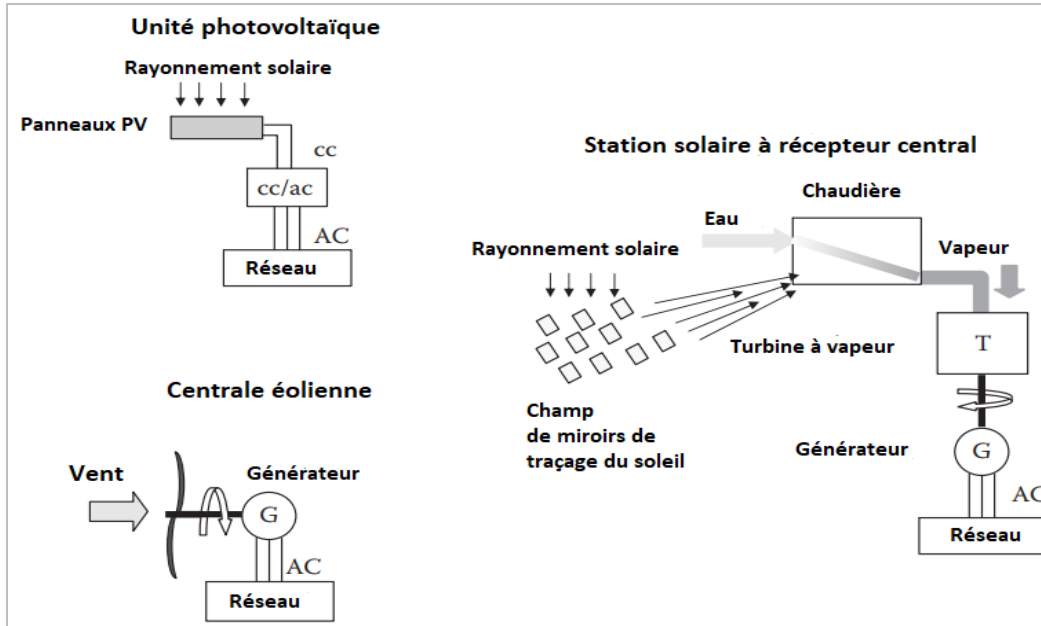 Unité photovoltaïque
Rayonnement solaire
Panneaux PV
cc
cc/ac
AC
Réseau
Centrale éolienne
Vent
Générateur
G
AC
Réseau
Station solaire à récepteur central
Chaudière
Eau
Rayonnement solaire
Vapeur
Turbine à vapeur
T
Champ
de miroirs de
traçage du soleil
Générateur
G
AC
Réseau